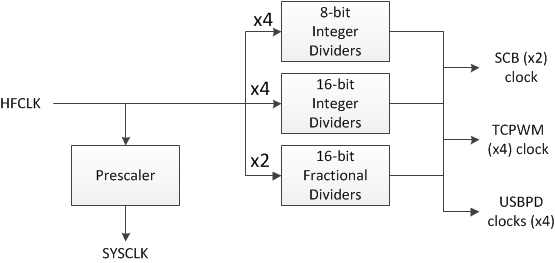 x4
8-bit
Integer
Dividers
SCB (x2)
clock
HFCLK
x4
16-bit
Integer
Dividers
TCPWM
(x4) clock
x2
16-bit
Fractional
Dividers
Prescaler
USBPD
clocks (x4)
SYSCLK